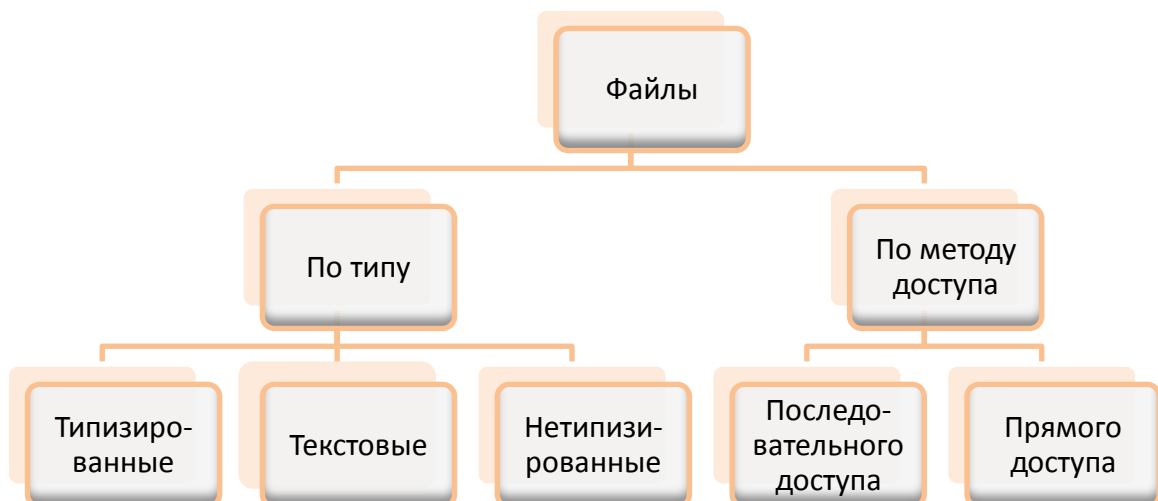 Файлы
По типу
По методу
доступа
Типизиро-
ванные
Текстовые
Нетипизи-
рованные
Последо-
вательного
доступа
Прямого
доступа